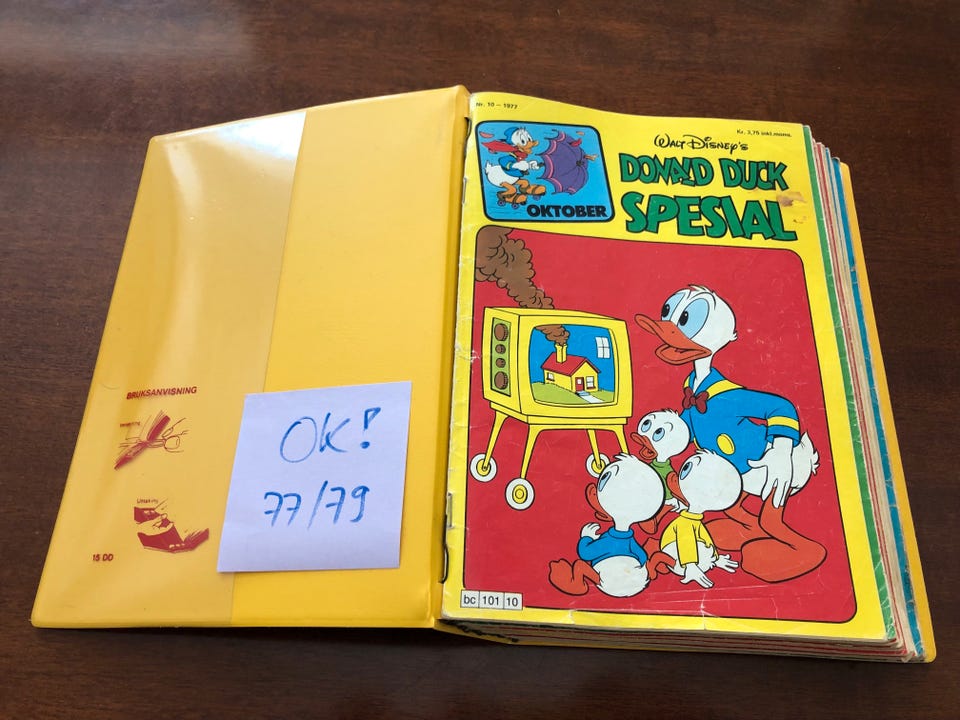 Nr. 10 – 1977
Kr. 3,75 inkl. moms.
WALT DISNEY'S
DONALD DUCK
SPESIAL
OKTOBER
bc 101 10
BRUKSANVISNING
15 DD
OK!
77/79